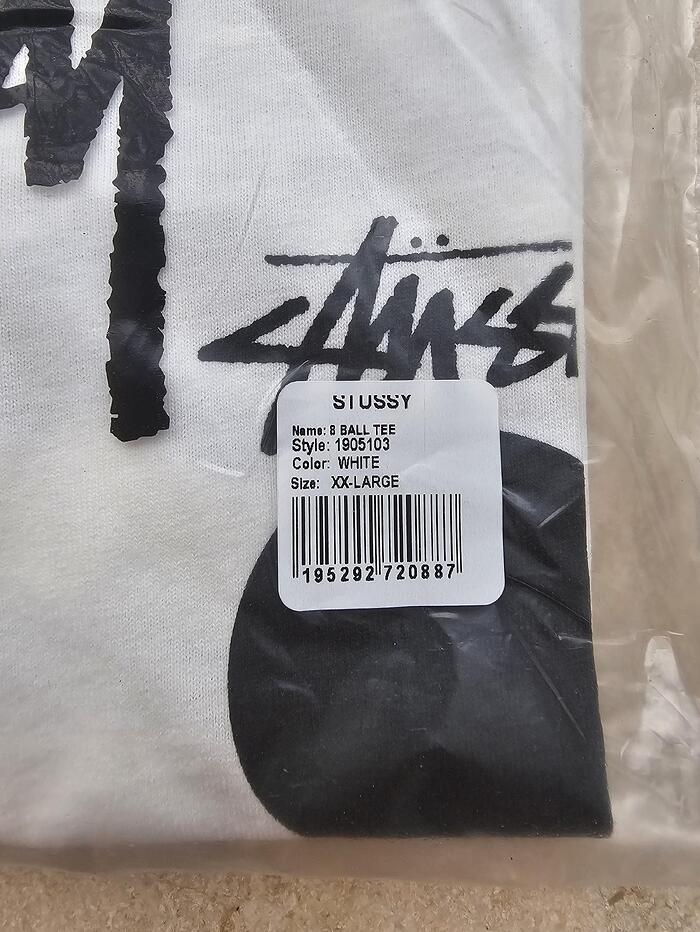 STÜSSY
STUSSY
Name: 8 BALL TEE
Style: 1905103
Color: WHITE
Size: XX-LARGE
195292 720887